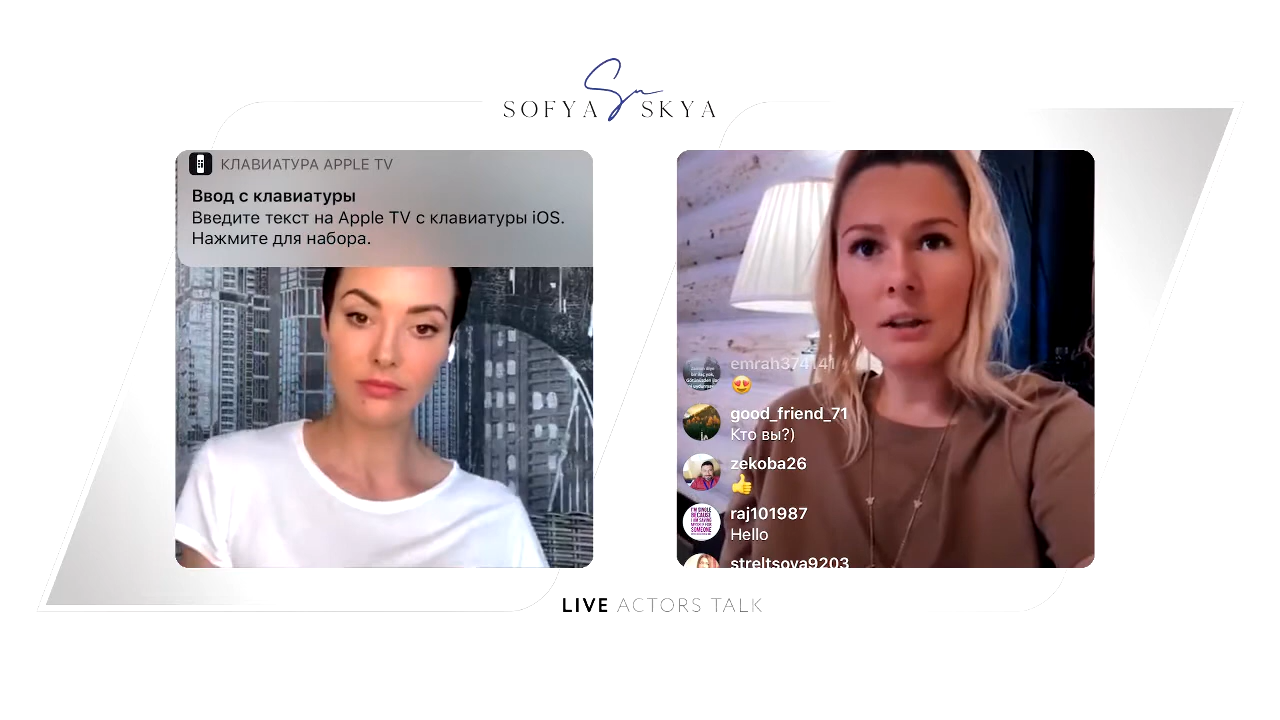 SOFYA SKYA
КЛАВИАТУРА APPLE TV
Ввод с клавиатуры
Введите текст на Apple TV с клавиатуры iOS.
Нажмите для набора.
emrah374141
😍
good_friend_71
Кто вы?)
zekoba26
👍
raj101987
Hello
streltsova9203
LIVE ACTORS TALK